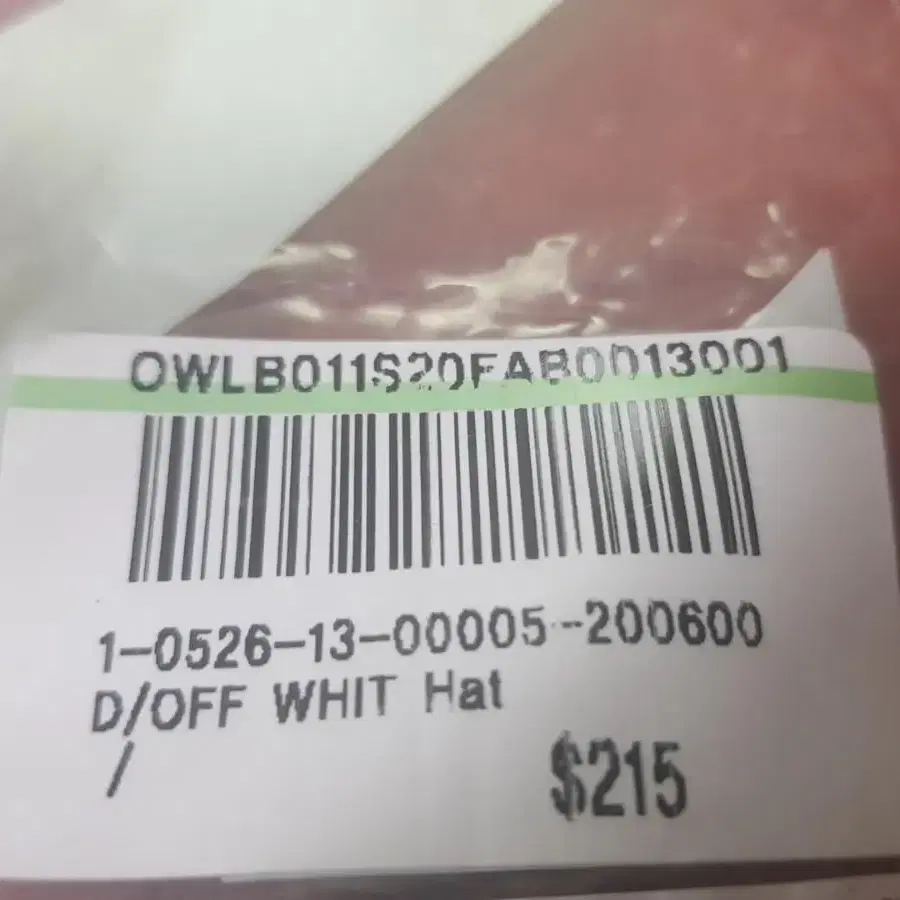 OWLB011S20FAB0013001
1-0526-13-00005--200600
D/OFF WHIT Hat
/
$215